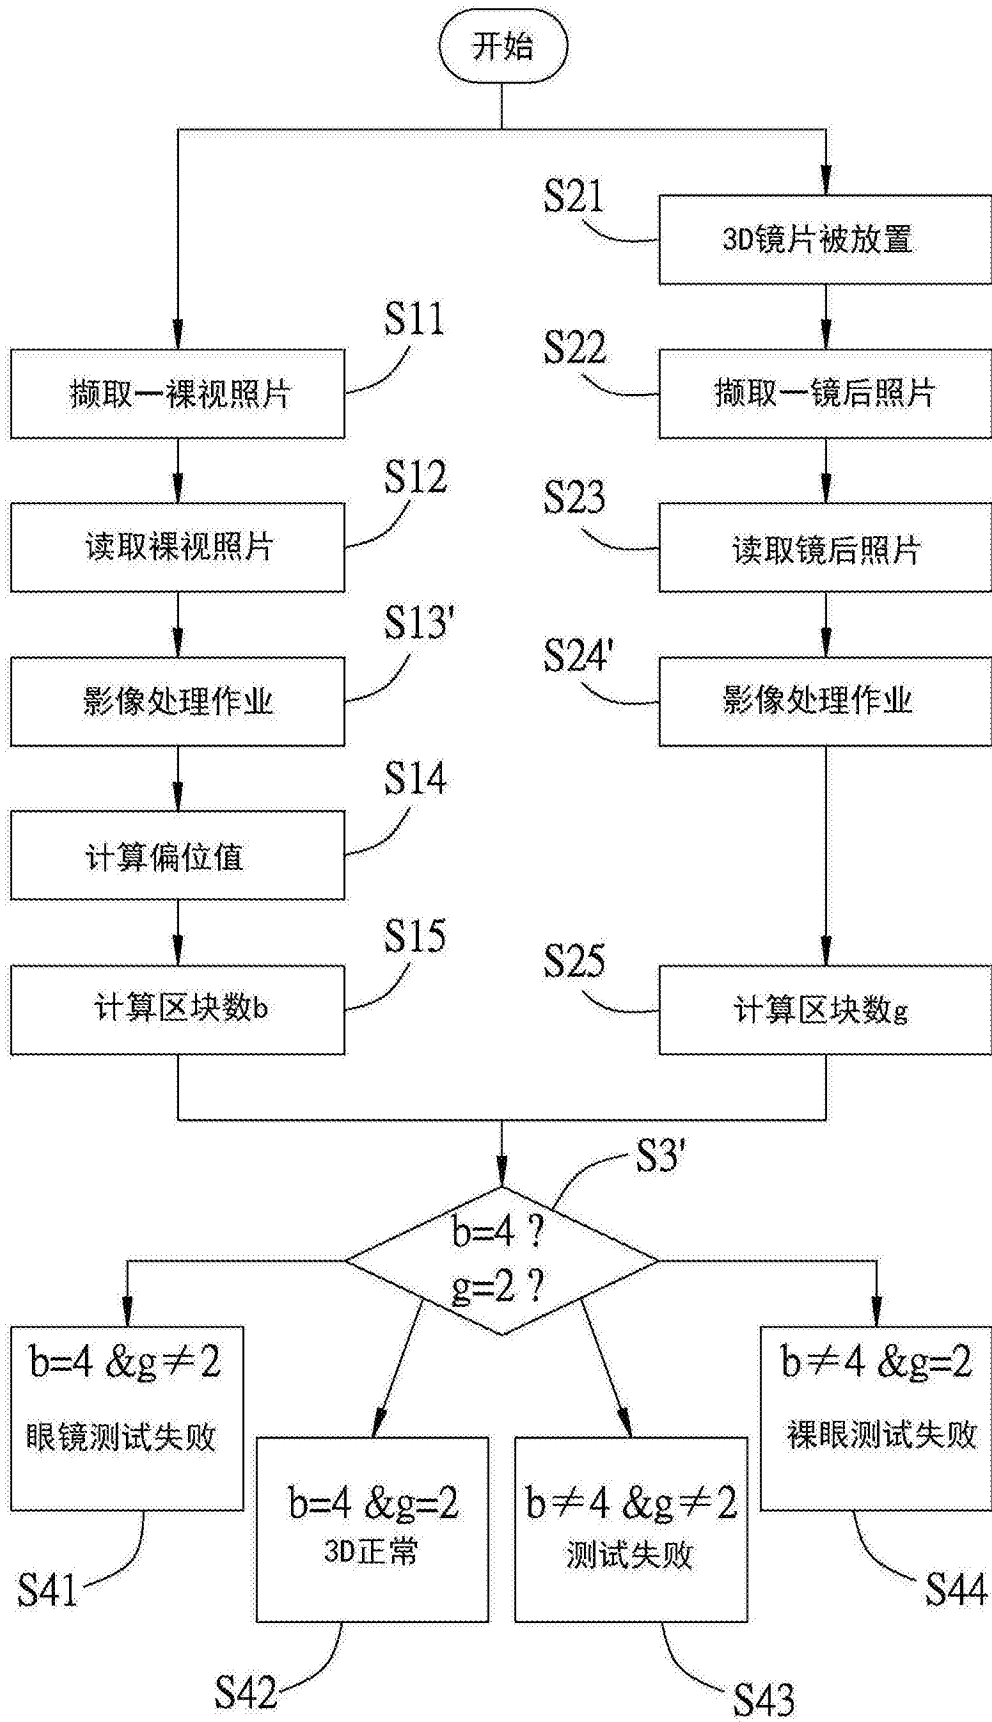 开始
S21
3D镜片被放置
S11
撷取一裸视照片
S22
撷取一镜后照片
S12
读取裸视照片
S23
读取镜后照片
S13'
影像处理作业
S24'
影像处理作业
S14
计算偏位值
S15
计算区块数b
S25
计算区块数g
S3'
b=4?
g=2?
b=4 &g≠2
眼镜测试失败
b≠4 &g=2
裸眼测试失败
b=4 &g=2
3D正常
b≠4 &g≠2
测试失败
S41
S44
S42
S43